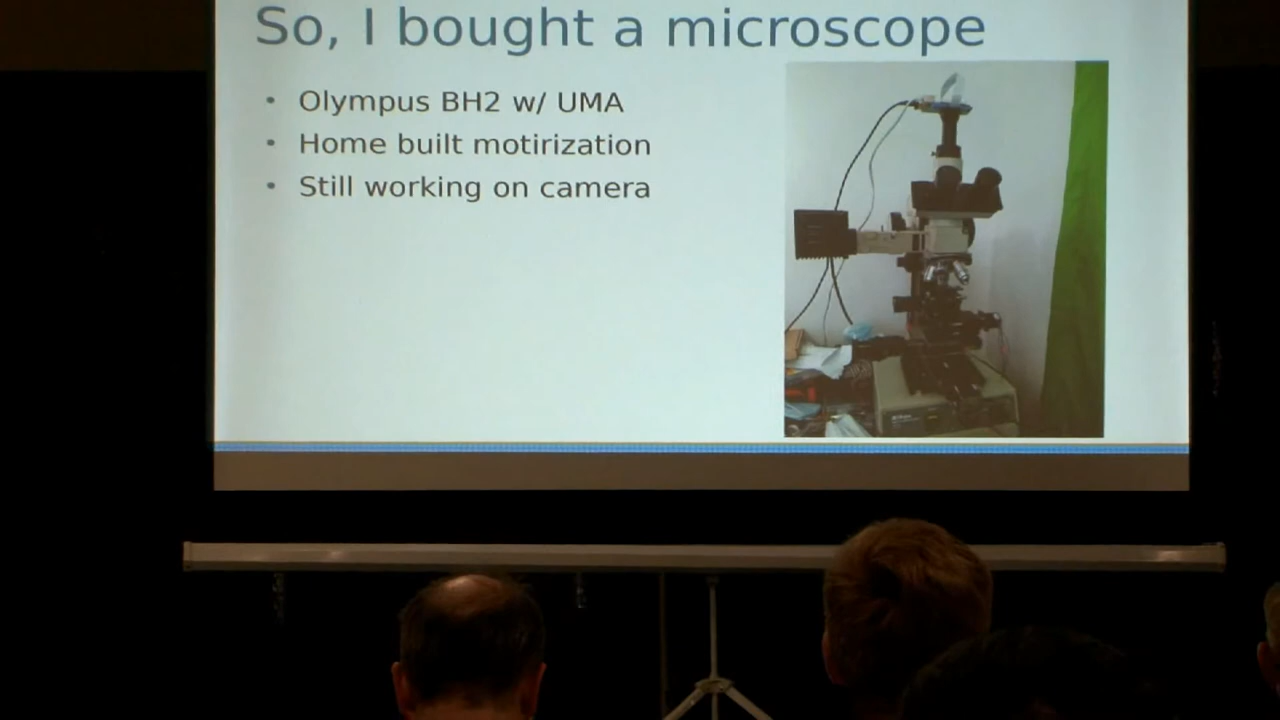 So, I bought a microscope
• Olympus BH2 w/ UMA
• Home built motirization
• Still working on camera